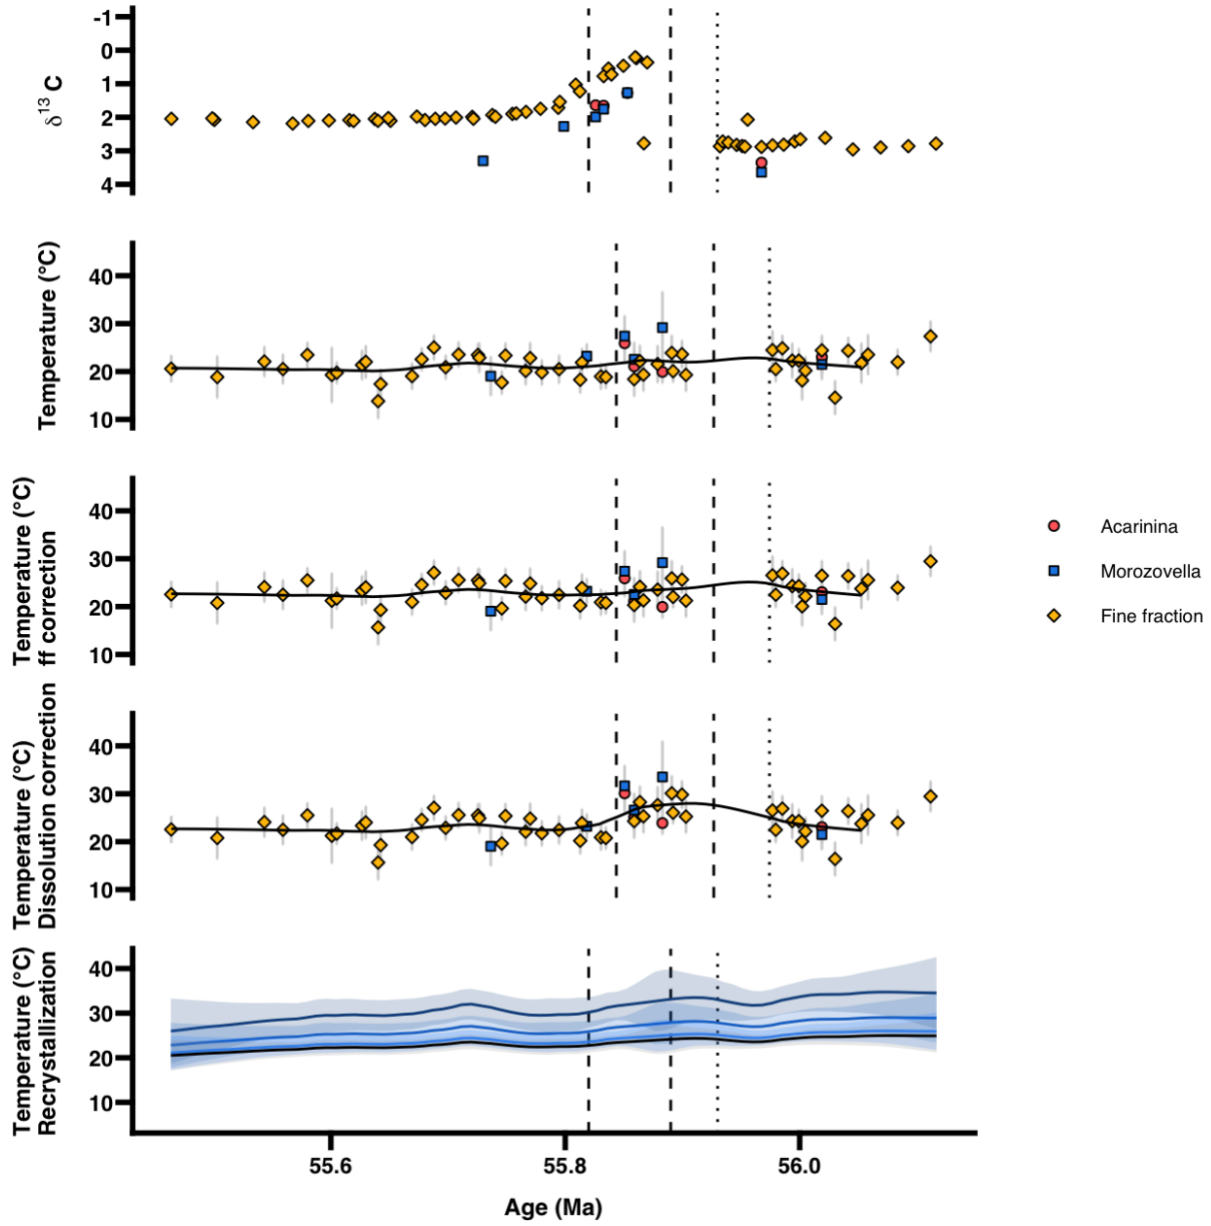 -1
0
1
2
3
4
δ13 C
40
30
20
10
Temperature (°C)
40
30
20
10
Temperature (°C)
ff correction
40
30
20
10
Temperature (°C)
Dissolution correction
40
30
20
10
Temperature (°C)
Recrystallization
55.6 55.8 56.0
Age (Ma)
Acarinina
Morozovella
Fine fraction